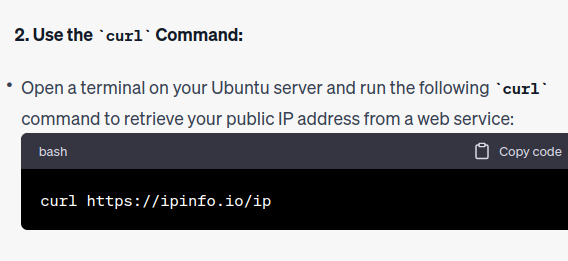 2. Use the `curl` Command:
• Open a terminal on your Ubuntu server and run the following `curl`
command to retrieve your public IP address from a web service:
bash Copy code
curl https://ipinfo.io/ip